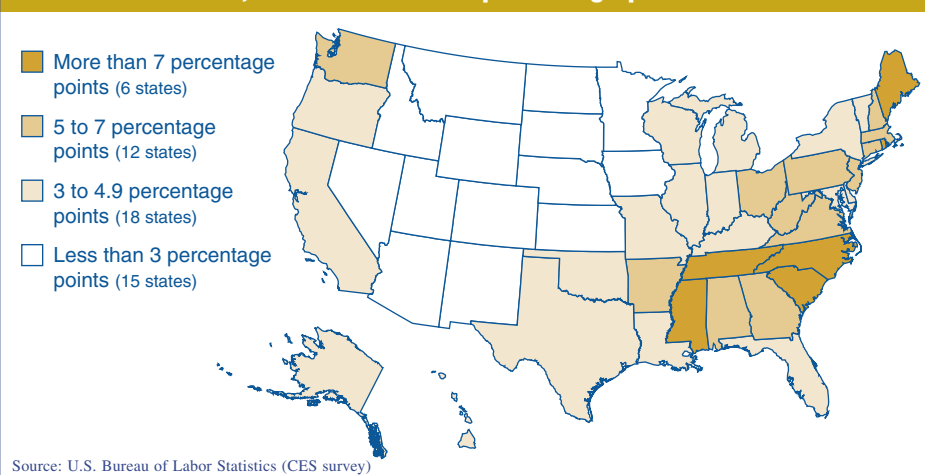 More than 7 percentage
points (6 states)
5 to 7 percentage
points (12 states)
3 to 4.9 percentage
points (18 states)
Less than 3 percentage
points (15 states)
Source: U.S. Bureau of Labor Statistics (CES survey)